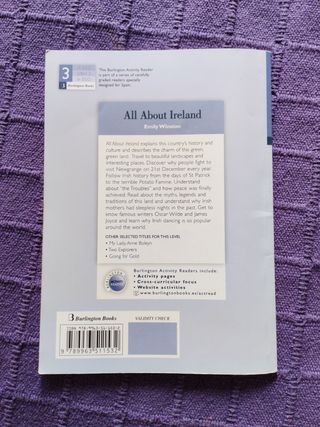 3
Burlington Books
This Burlington Activity Reader
is part of a series of carefully
graded readers specially
designed for Spain.
All About Ireland
Emily Winston
All About Ireland explains this country's history and
culture and describes the charm of this green,
green land. Travel to beautiful landscapes and
interesting places. Discover why people fight to
visit Newgrange on 21st December every year.
Follow Irish history from the days of St Patrick
to the terrible Potato Famine. Understand
about "the Troubles" and how peace was finally
achieved. Read about the myths, legends and
traditions of this land and understand why Irish
mothers had sleepless nights in the past. Get to
know famous writers Oscar Wilde and James
Joyce and learn why Irish dancing is so popular
around the world.
OTHER SELECTED TITLES FOR THIS LEVEL
• My Lady, Anne Boleyn
• Two Explorers
• Going for Gold
Burlington Activity Readers include:
• Activity pages
• Cross-curricular focus
• Website activities
www.burlingtonbooks.es/actread
Burlington Books
VALIDITY CHECK
9 789963 511532